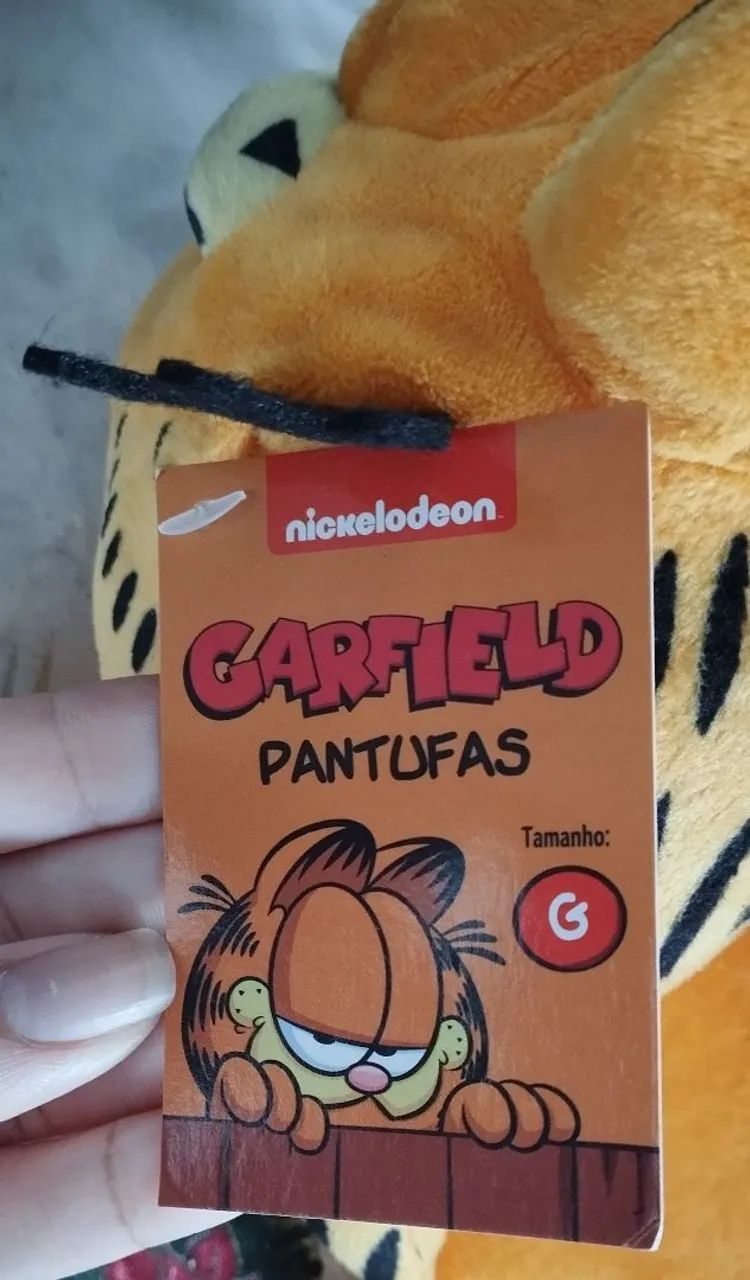 nickelodeon
GARFIELD
PANTUFAS
Tamanho:
G